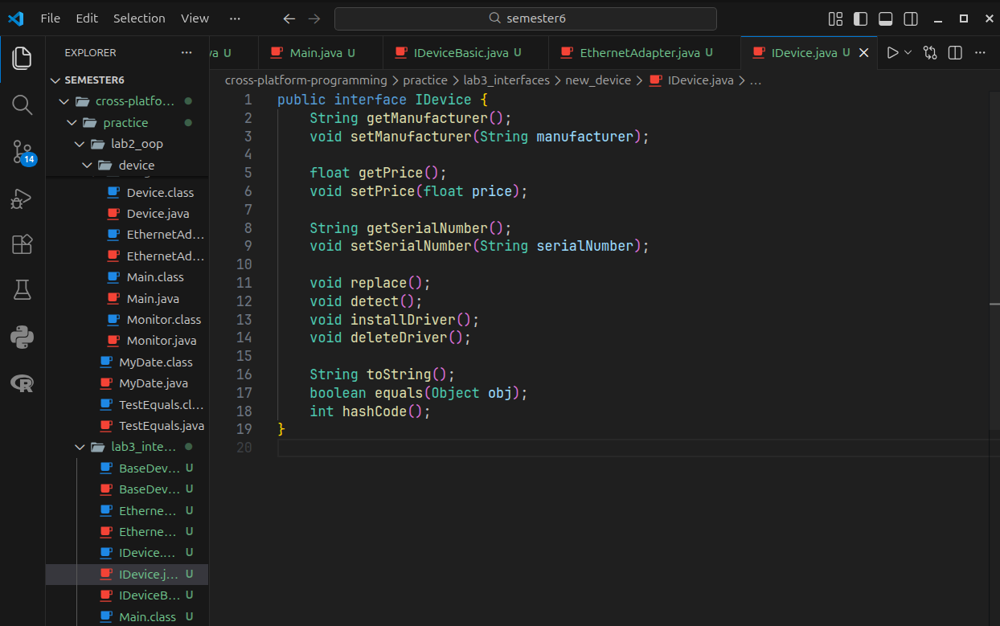 File Edit Selection View ··· semester6
EXPLORER ···
va U
Main.java U
IDeviceBasic.java U
EthernetAdapter.java U
IDevice.java U
cross-platform-programming > practice > lab3_interfaces > new_device > IDevice.java > ...
SEMESTER6
cross-platfo...
practice
lab2_oop
device
Device.class
Device.java
EthernetAd...
EthernetAd...
Main.class
Main.java
Monitor.class
Monitor.java
MyDate.class
MyDate.java
TestEquals.cl...
TestEquals.java
lab3_inte...
BaseDev... U
BaseDev... U
Etherne... U
Etherne... U
IDevice.... U
IDevice.j... U
IDeviceB... U
Main.class U
14
1 public interface IDevice {
2 String getManufacturer();
3 void setManufacturer(String manufacturer);
4
5 float getPrice();
6 void setPrice(float price);
7
8 String getSerialNumber();
9 void setSerialNumber(String serialNumber);
10
11 void replace();
12 void detect();
13 void installDriver();
14 void deleteDriver();
15
16 String toString();
17 boolean equals(Object obj);
18 int hashCode();
19 }
20